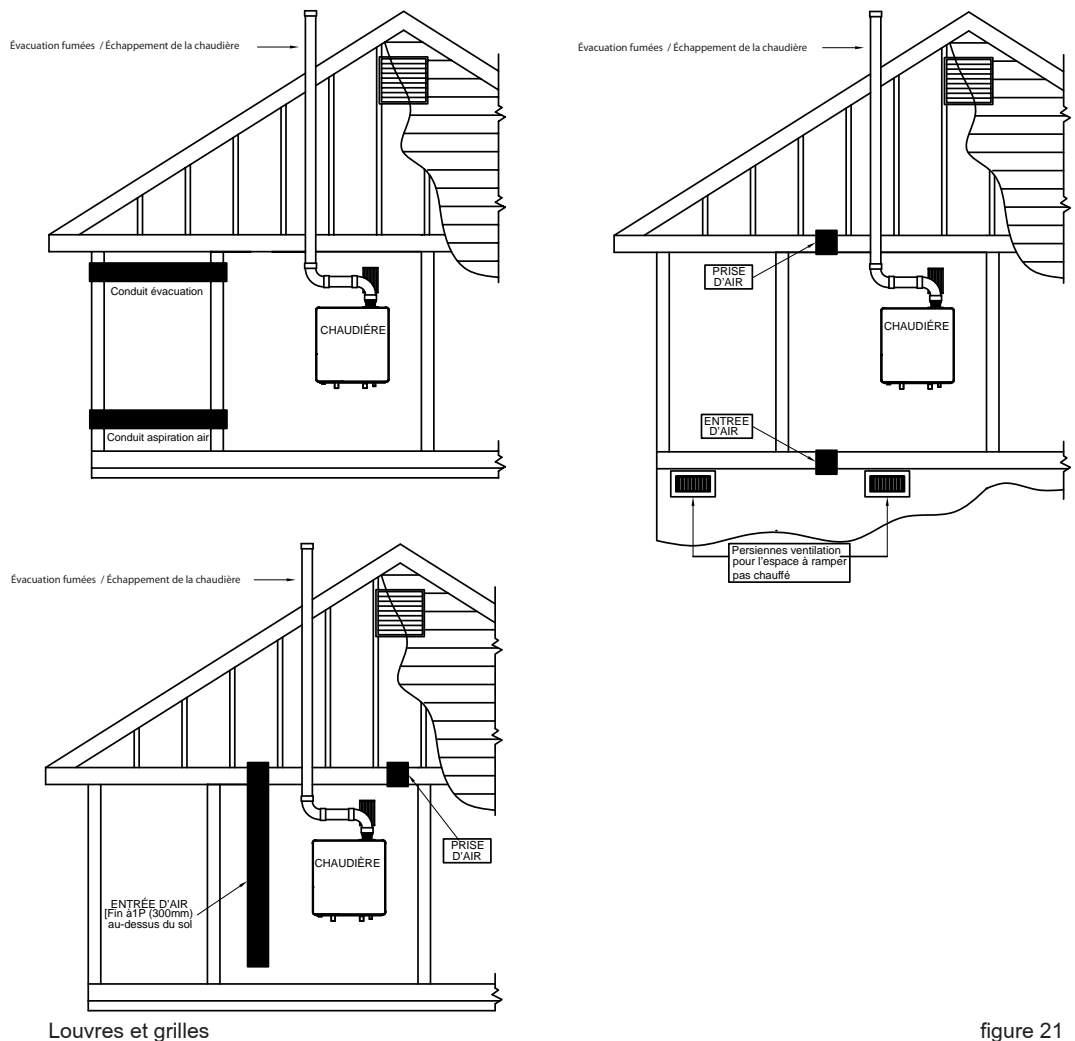 Évacuation fumées / Échappement de la chaudière
Conduit évacuation
CHAUDIÉRE
Conduit aspiration air
Évacuation fumées / Échappement de la chaudière
PRISE
D'AIR
CHAUDIÉRE
ENTREE
D'AIR
Persiennes ventilation
pour l'espace à ramper
pas chauffé
Évacuation fumées / Échappement de la chaudière
PRISE
D'AIR
CHAUDIÈRE
ENTRÉE D'AIR
[Fin à1P (300mm)
au-dessus du sol
Louvres et grilles
figure 21